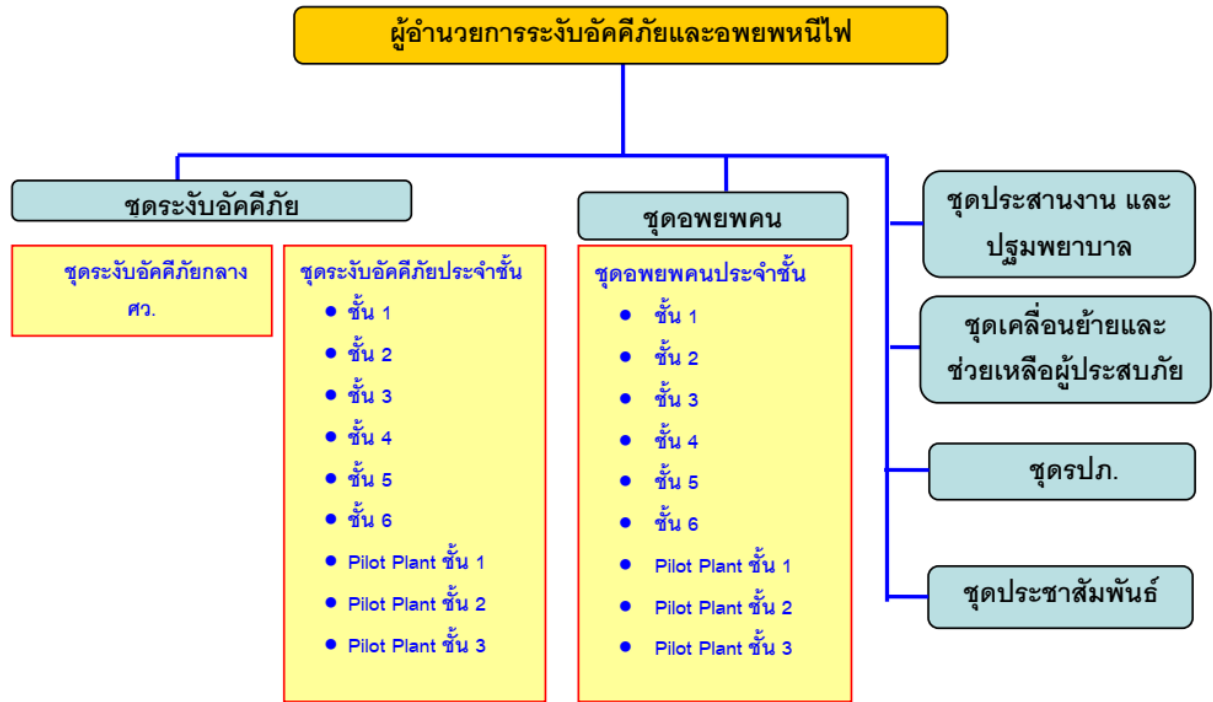 ผู้อำนวยการระงับอัคคีภัยและอพยพหนีไฟ
ชุดระงับอัคคีภัย
ชุดระงับอัคคีภัยกลาง
ศว.
ชุดระงับอัคคีภัยประจำชั้น
● ชั้น 1
● ชั้น 2
● ชั้น 3
● ชั้น 4
● ชั้น 5
● ชั้น 6
● Pilot Plant ชั้น 1
● Pilot Plant ชั้น 2
● Pilot Plant ชั้น 3
ชุดอพยพคน
ชุดอพยพคนประจำชั้น
● ชั้น 1
● ชั้น 2
● ชั้น 3
● ชั้น 4
● ชั้น 5
● ชั้น 6
● Pilot Plant ชั้น 1
● Pilot Plant ชั้น 2
● Pilot Plant ชั้น 3
ชุดประสานงาน และ
ปฐมพยาบาล
ชุดเคลื่อนย้ายและ
ช่วยเหลือผู้ประสบภัย
ชุดรปภ.
ชุดประชาสัมพันธ์